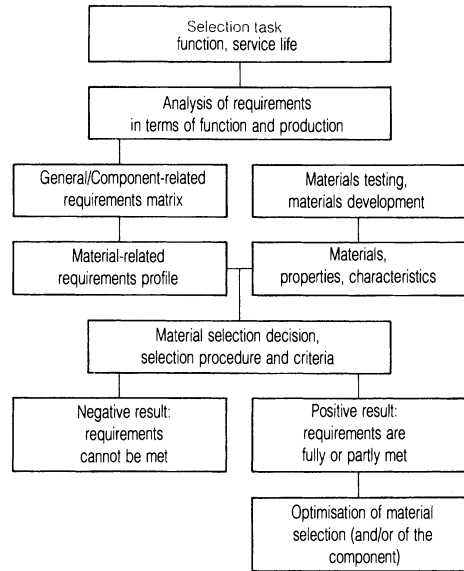 Selection task
function, service life
Analysis of requirements
in terms of function and production
General/Component-related
requirements matrix
Materials testing,
materials development
Material-related
requirements profile
Materials,
properties, characteristics
Material selection decision,
selection procedure and criteria
Negative result:
requirements
cannot be met
Positive result:
requirements are
fully or partly met
Optimisation of material
selection (and/or of the
component)